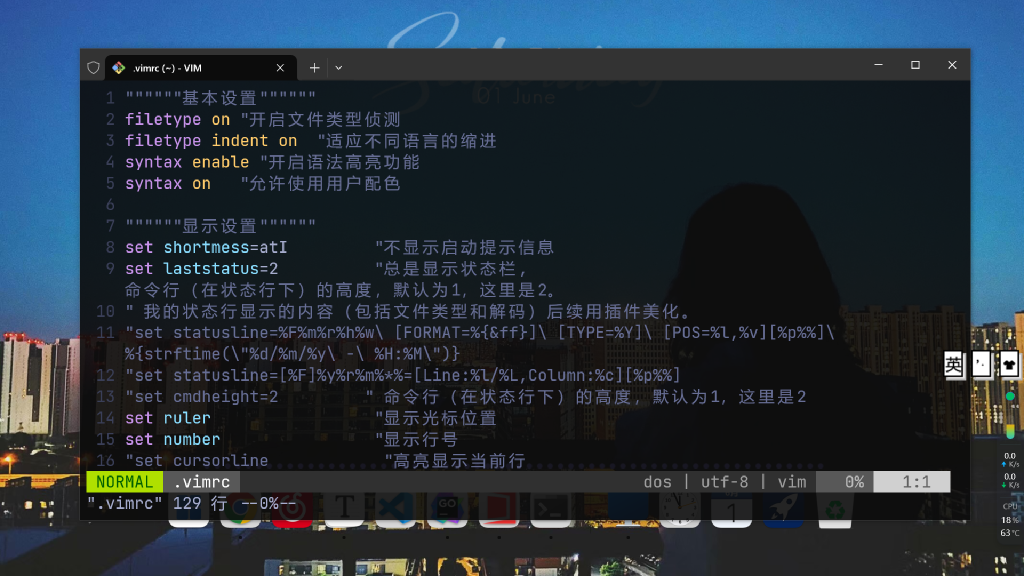 .vimrc (~) - VIM
01 June
1 """"""基本设置""""""
2 filetype on "开启文件类型侦测
3 filetype indent on  "适应不同语言的缩进
4 syntax enable "开启语法高亮功能
5 syntax on   "允许使用用户配色
6
7 """"""显示设置""""""
8 set shortmess=atI         "不显示启动提示信息
9 set laststatus=2          "总是显示状态栏，
命令行（在状态行下）的高度，默认为1，这里是2。
10 " 我的状态行显示的内容（包括文件类型和解码）后续用插件美化。
11 "set statusline=%F%m%r%h%w\ [FORMAT=%{&ff}]\ [TYPE=%Y]\ [POS=%l,%v][%p%%]\
%{strftime(\"%d/%m/%y\ -\ %H:%M\")}
12 "set statusline=[%F]%y%r%m%*%=[Line:%l/%L,Column:%c][%p%%]
13 "set cmdheight=2         " 命令行（在状态行下）的高度，默认为1，这里是2
14 set ruler                 "显示光标位置
15 set number                "显示行号
16 "set cursorline            "高亮显示当前行
NORMAL .vimrc dos | utf-8 | vim 0% 1:1
".vimrc" 129 行 --0%--
英
0.0
K/s
0.0
K/s
CPU
18 %
63 °C
T
GO
1